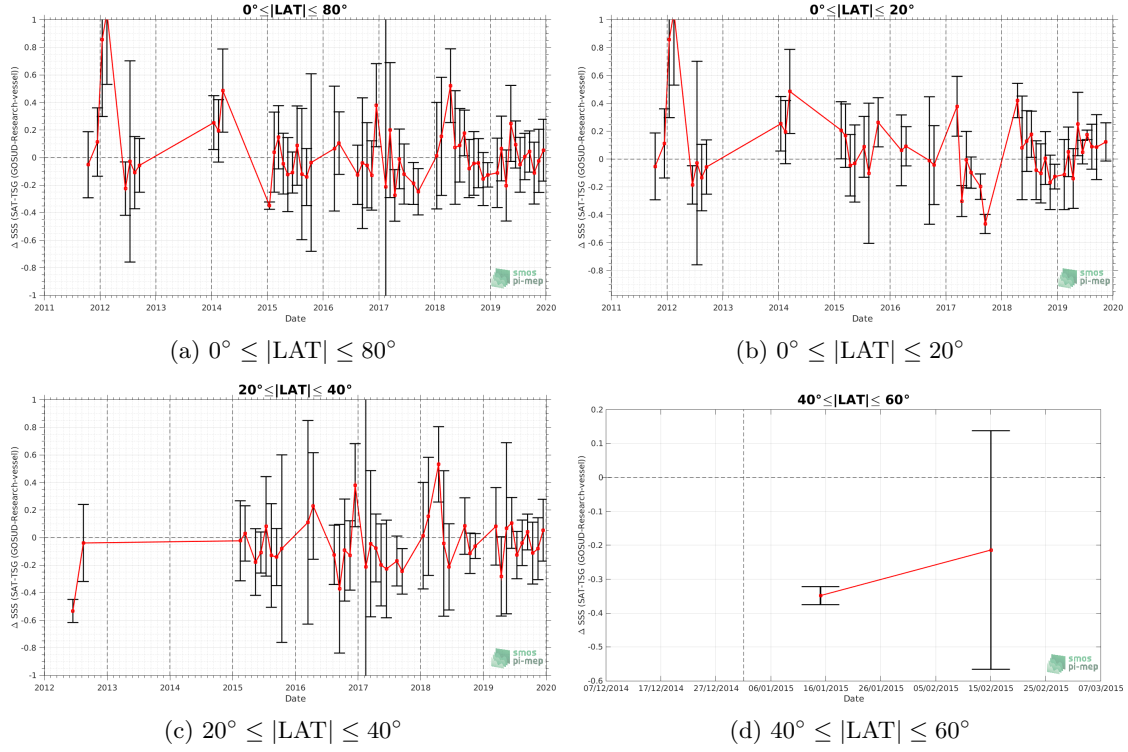 0°≤|LAT|≤ 80°
1
0.8
0.6
0.4
0.2
0
-0.2
-0.4
-0.6
-0.8
-1
Δ SSS (SAT-TSG (GOSUD-Research-vessel))
2011 2012 2013 2014 2015 2016 2017 2018 2019 2020
Date
smos
pi-mep
(a) 0° ≤ |LAT| ≤ 80°
0°≤|LAT|≤ 20°
1
0.8
0.6
0.4
0.2
0
-0.2
-0.4
-0.6
-0.8
Δ SSS (SAT-TSG (GOSUD-Research-vessel))
2011 2012 2013 2014 2015 2016 2017 2018 2019 2020
Date
smos
pi-mep
(b) 0° ≤ |LAT| ≤ 20°
20°≤|LAT|≤ 40°
1
0.8
0.6
0.4
0.2
0
-0.2
-0.4
-0.6
-0.8
-1
Δ SSS (SAT-TSG (GOSUD-Research-vessel))
2012 2013 2014 2015 2016 2017 2018 2019 2020
Date
smos
pi-mep
(c) 20° ≤ |LAT| ≤ 40°
40°≤|LAT|≤ 60°
0.2
0.1
0
-0.1
-0.2
-0.3
-0.4
-0.5
-0.6
Δ SSS (SAT-TSG (GOSUD-Research-vessel))
07/12/2014 17/12/2014 27/12/2014 06/01/2015 16/01/2015 26/01/2015 05/02/2015 15/02/2015 25/02/2015 07/03/2015
Date
smos
pi-mep
(d) 40° ≤ |LAT| ≤ 60°